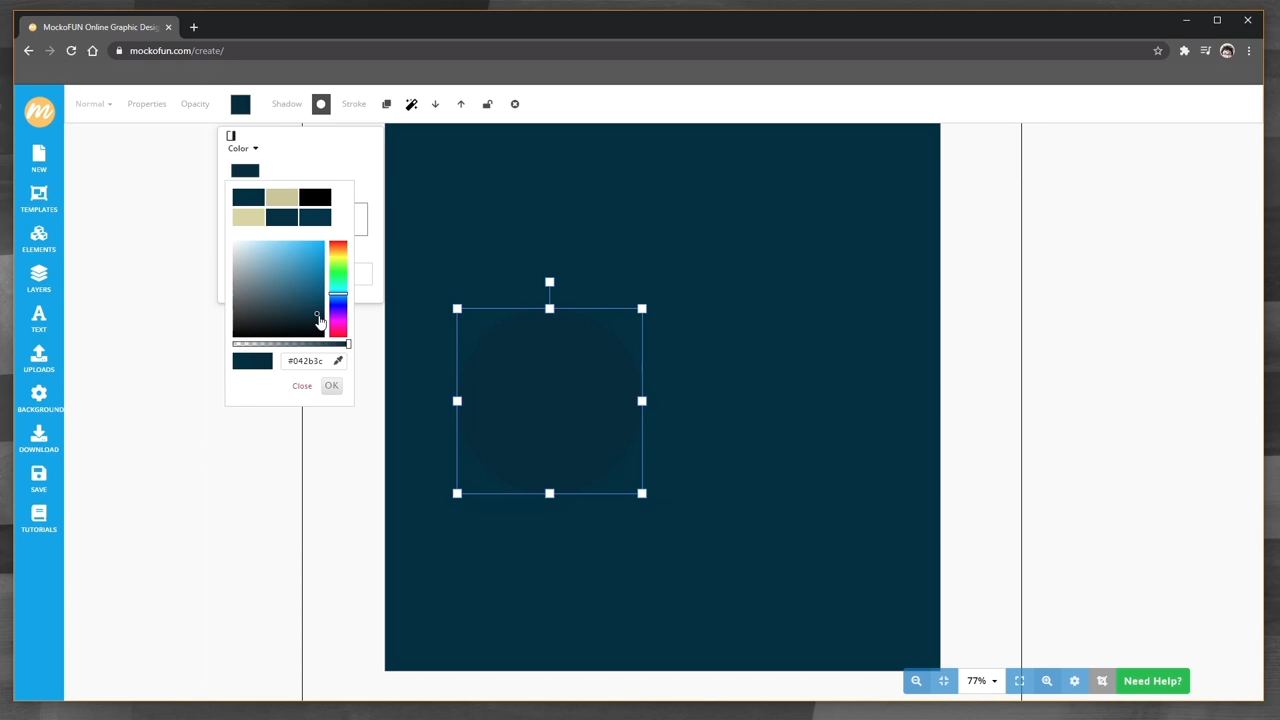 MockoFUN Online Graphic Desi
mockofun.com/create/
Normal Properties Opacity Shadow Stroke
Color
NEW
TEMPLATES
ELEMENTS
LAYERS
TEXT
UPLOADS
BACKGROUND
DOWNLOAD
SAVE
TUTORIALS
#042b3c
Close OK
77%
Need Help?